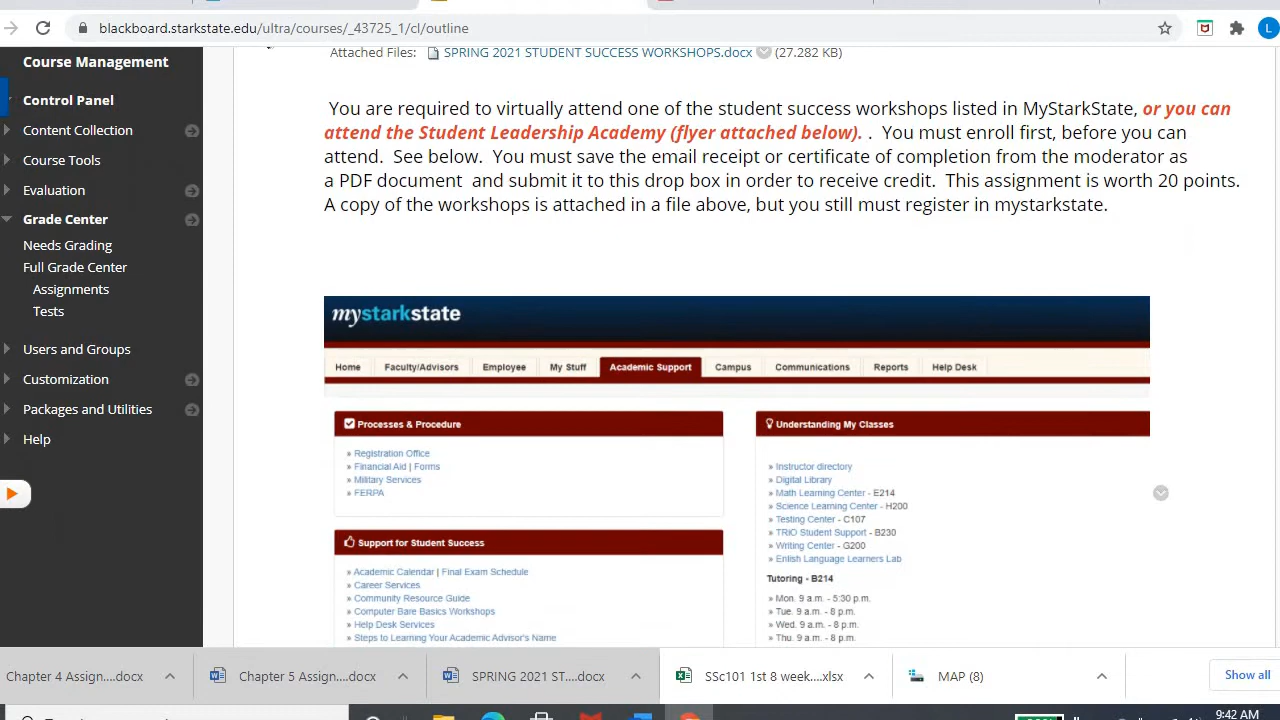 blackboard.starkstate.edu/ultra/courses/_43725_1/cl/outline
L
Course Management
Control Panel
Content Collection
Course Tools
Evaluation
Grade Center
Needs Grading
Full Grade Center
Assignments
Tests
Users and Groups
Customization
Packages and Utilities
Help
Attached Files: SPRING 2021 STUDENT SUCCESS WORKSHOPS.docx (27.282 KB)
You are required to virtually attend one of the student success workshops listed in MyStarkState, or you can
attend the Student Leadership Academy (flyer attached below). . You must enroll first, before you can
attend. See below. You must save the email receipt or certificate of completion from the moderator as
a PDF document and submit it to this drop box in order to receive credit. This assignment is worth 20 points.
A copy of the workshops is attached in a file above, but you still must register in mystarkstate.
mystarkstate
Home Faculty/Advisors Employee My Stuff Academic Support Campus Communications Reports Help Desk
Processes & Procedure
» Registration Office
» Financial Aid | Forms
» Military Services
» FERPA
Support for Student Success
» Academic Calendar | Final Exam Schedule
» Career Services
» Community Resource Guide
» Computer Bare Basics Workshops
» Help Desk Services
» Steps to Learning Your Academic Advisor's Name
Understanding My Classes
» Instructor directory
» Digital Library
» Math Learning Center - E214
» Science Learning Center - H200
» Testing Center - C107
» TRIO Student Support - B230
» Writing Center - G200
» Enlish Language Learners Lab
Tutoring - B214
» Mon. 9 a.m. - 5:30 p.m.
» Tue. 9 a.m. - 8 p.m.
» Wed. 9 a.m. - 8 p.m.
» Thu. 9 a.m. - 8 p.m.
Chapter 4 Assign....docx
Chapter 5 Assign....docx
SPRING 2021 ST....docx
SSc101 1st 8 week....xlsx
MAP (8)
Show all
9:42 AM